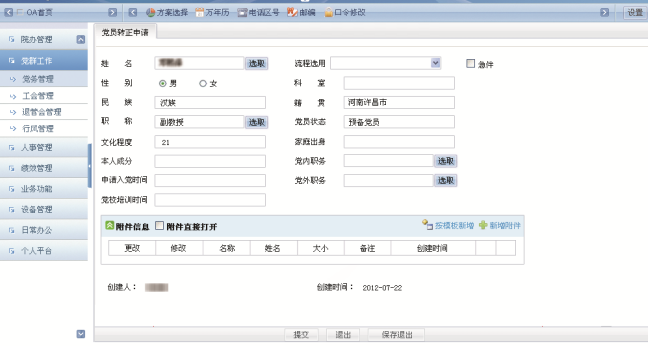 OA首页 方案选择 万年历 电话区号 邮编 口令修改 设置
院办管理
党群工作
党务管理
工会管理
退管会管理
行风管理
人事管理
绩效管理
业务功能
设备管理
日常办公
个人平台
党员转正申请
姓 名 选取 流程选用 急件
性 别 男 女 科 室
民 族 汉族 籍 贯 河南许昌市
职 称 副教授 选取 党员状态 预备党员
文化程度 21 家庭出身
本人成分 党内职务 选取
申请入党时间 党外职务 选取
党校培训时间
附件信息 附件直接打开 按模板新增 新增附件
更改 修改 名称 姓名 大小 备注 创建时间
创建人： 创建时间： 2012-07-22
提交 退出 保存退出